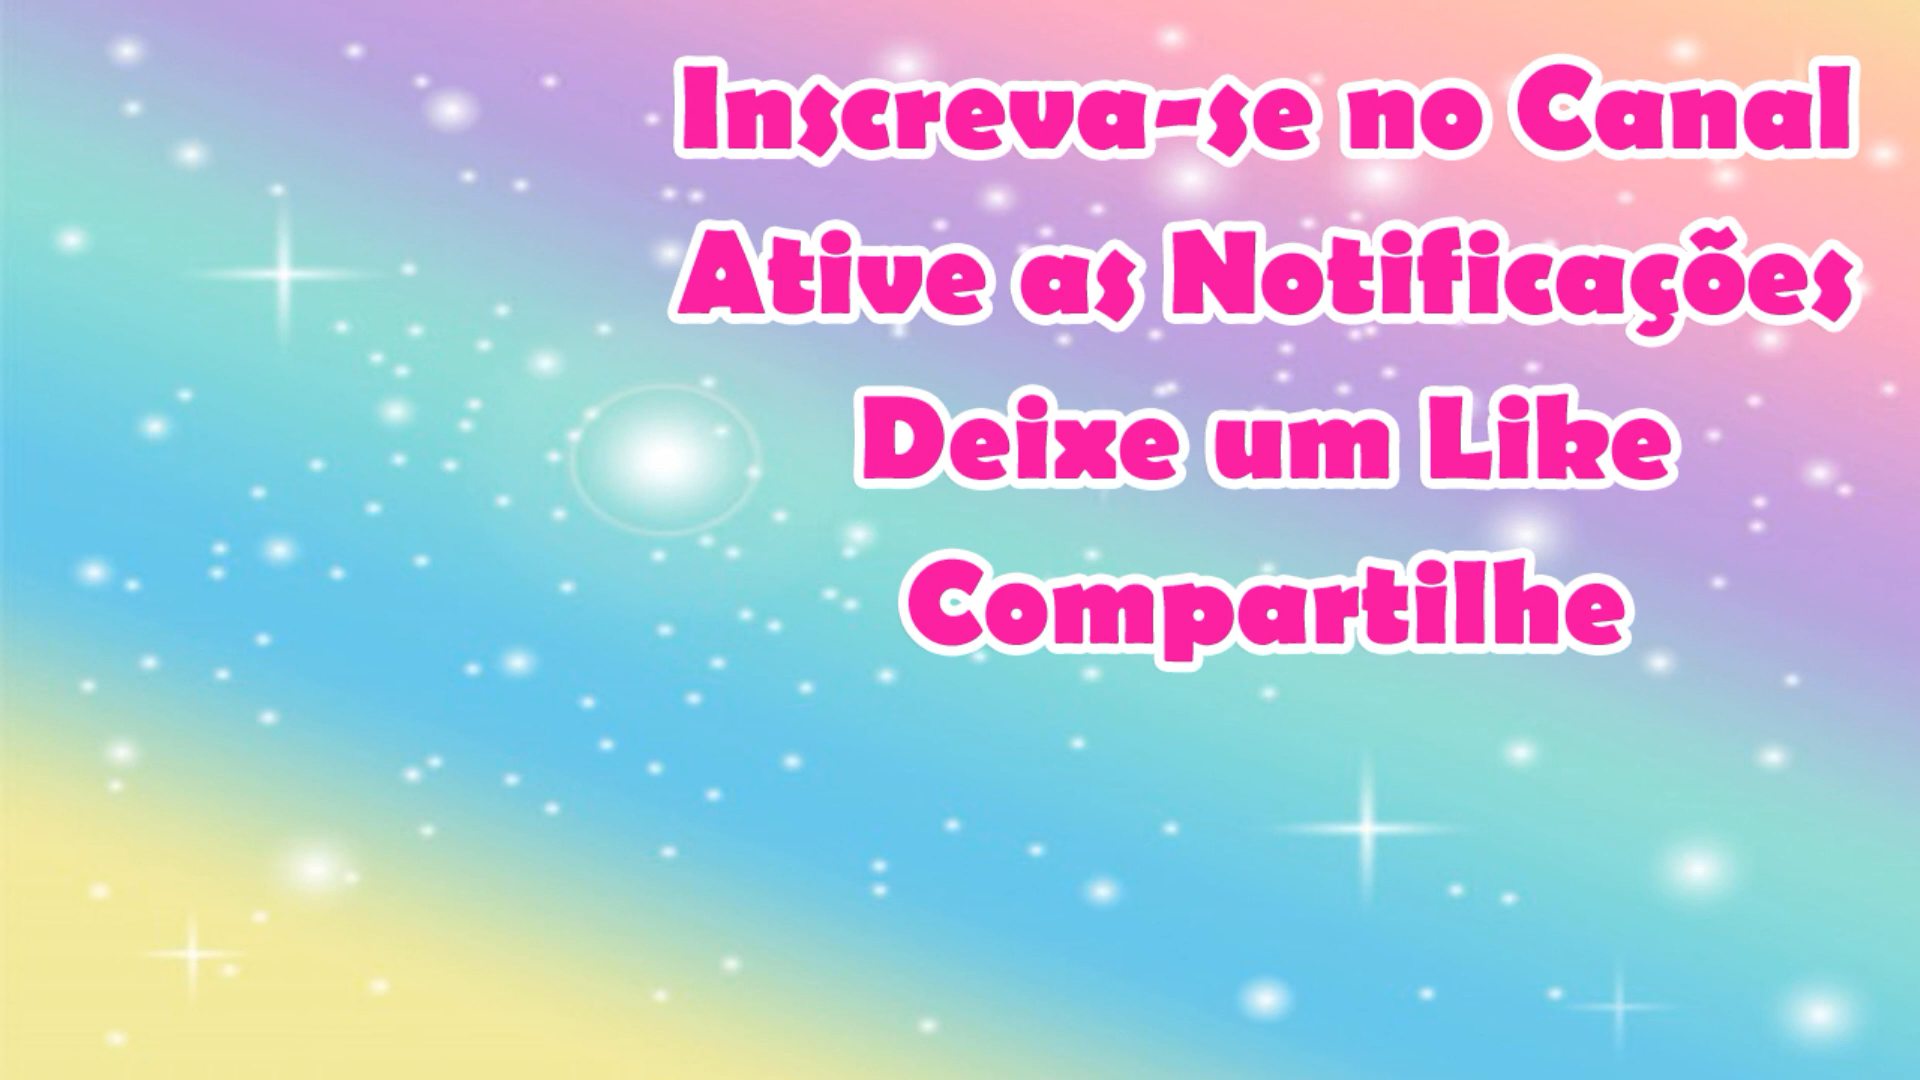 Inscreva-se no Canal
Ative as Notificações
Deixe um Like
Compartilhe